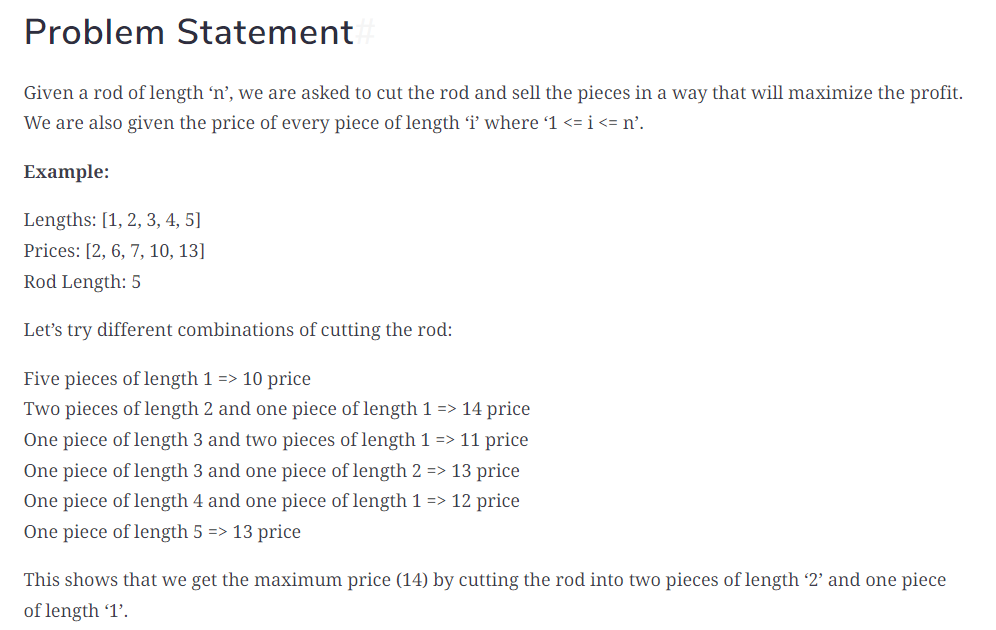 Problem Statement#
Given a rod of length ‘n’, we are asked to cut the rod and sell the pieces in a way that will maximize the profit.
We are also given the price of every piece of length ‘i’ where ‘1 <= i <= n’.
Example:
Lengths: [1, 2, 3, 4, 5]
Prices: [2, 6, 7, 10, 13]
Rod Length: 5
Let’s try different combinations of cutting the rod:
Five pieces of length 1 => 10 price
Two pieces of length 2 and one piece of length 1 => 14 price
One piece of length 3 and two pieces of length 1 => 11 price
One piece of length 3 and one piece of length 2 => 13 price
One piece of length 4 and one piece of length 1 => 12 price
One piece of length 5 => 13 price
This shows that we get the maximum price (14) by cutting the rod into two pieces of length ‘2’ and one piece
of length ‘1’.